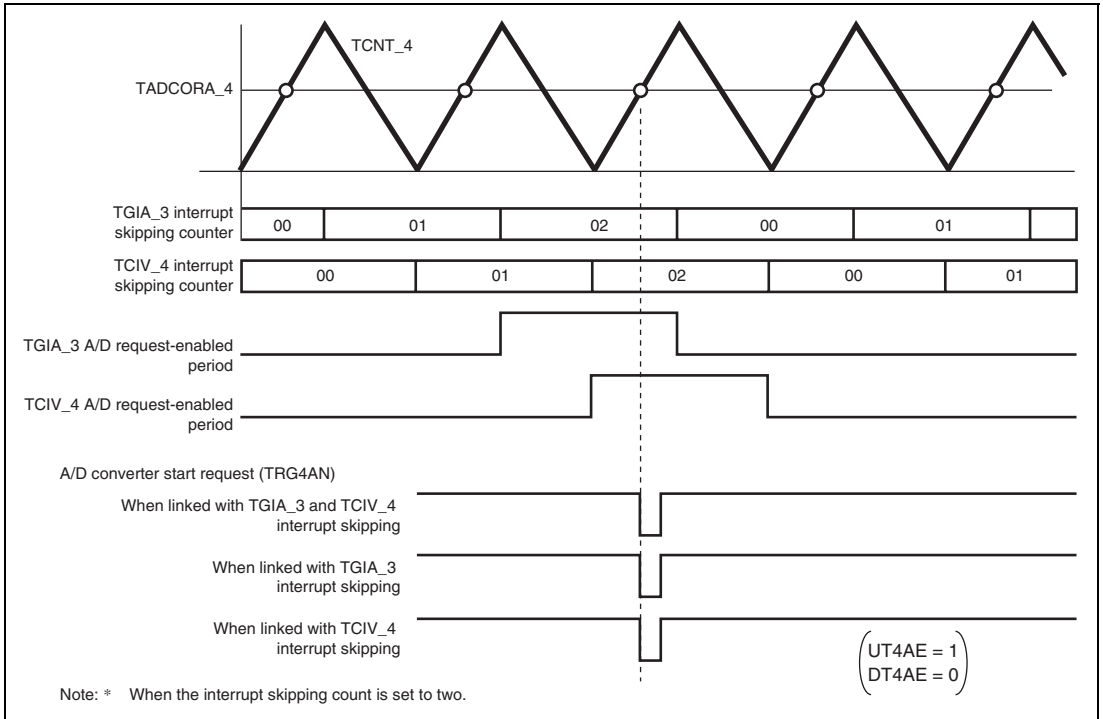 TCNT_4
TADCORA_4
TGIA_3 interrupt
skipping counter
00
01
02
00
01
TCIV_4 interrupt
skipping counter
00
01
02
00
01
TGIA_3 A/D request-enabled
period
TCIV_4 A/D request-enabled
period
A/D converter start request (TRG4AN)
When linked with TGIA_3 and TCIV_4
interrupt skipping
When linked with TGIA_3
interrupt skipping
When linked with TCIV_4
interrupt skipping
UT4AE = 1
DT4AE = 0
Note: * When the interrupt skipping count is set to two.